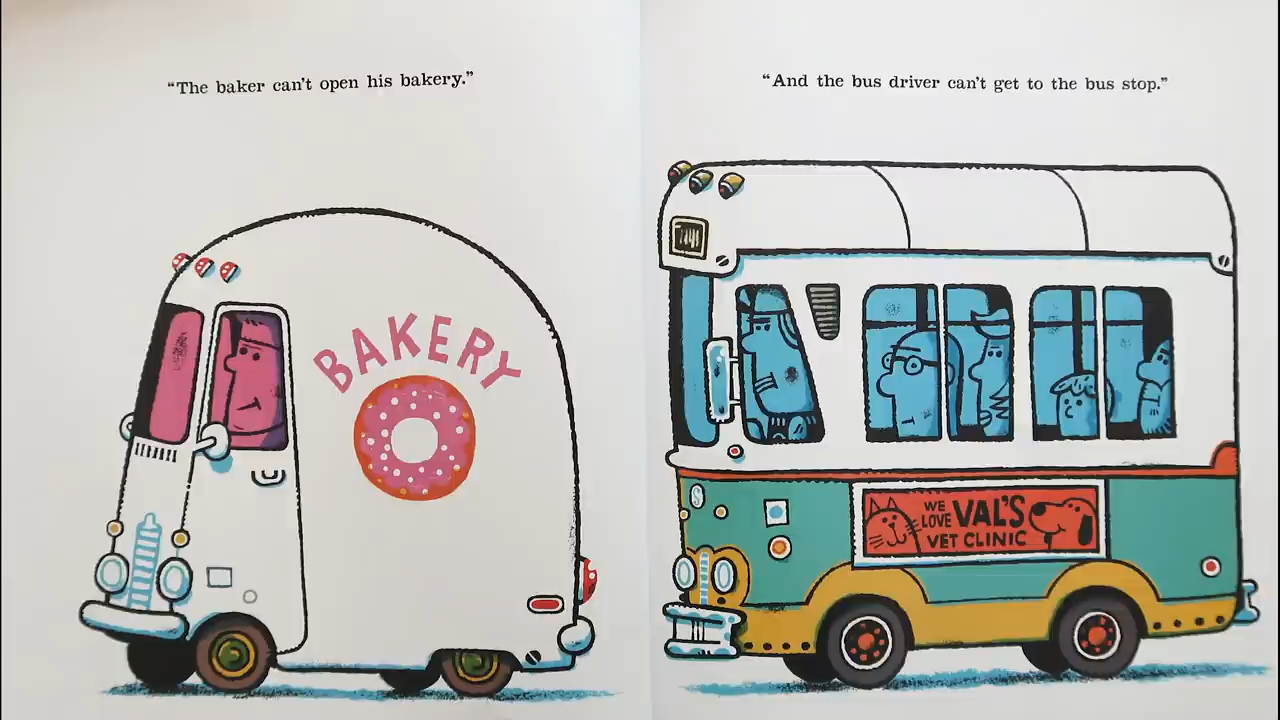 “The baker can’t open his bakery.”
BAKERY
“And the bus driver can’t get to the bus stop.”
WE
LOVE VAL'S
VET CLINIC